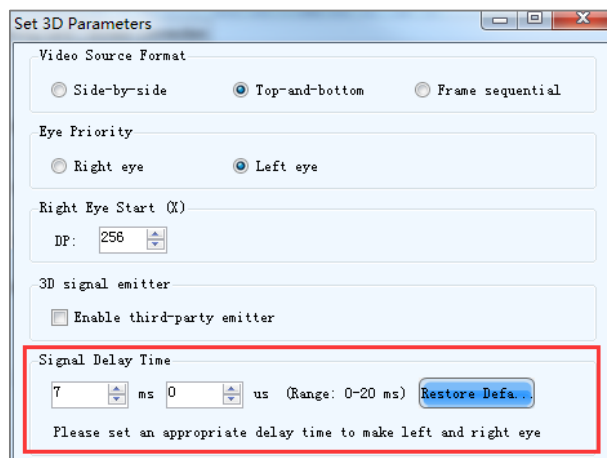 Set 3D Parameters
Video Source Format
Side-by-side Top-and-bottom Frame sequential
Eye Priority
Right eye Left eye
Right Eye Start (X)
DP: 256
3D signal emitter
Enable third-party emitter
Signal Delay Time
7 ms 0 us (Range: 0-20 ms) Restore Defa...
Please set an appropriate delay time to make left and right eye